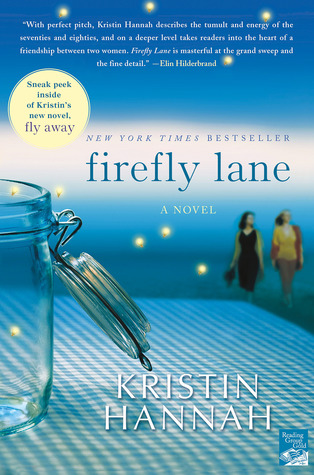 "With perfect pitch, Kristin Hannah describes the tumult and energy of the
seventies and eighties, and on a deeper level takes readers into the heart of a
friendship between two women. Firefly Lane is masterful at the grand sweep and
the fine detail." —Elin Hilderbrand
Sneak peek
inside of
Kristin's
new novel,
fly away
NEW YORK TIMES BESTSELLER
firefly lane
A NOVEL
KRISTIN
HANNAH
Reading
Group
Gold